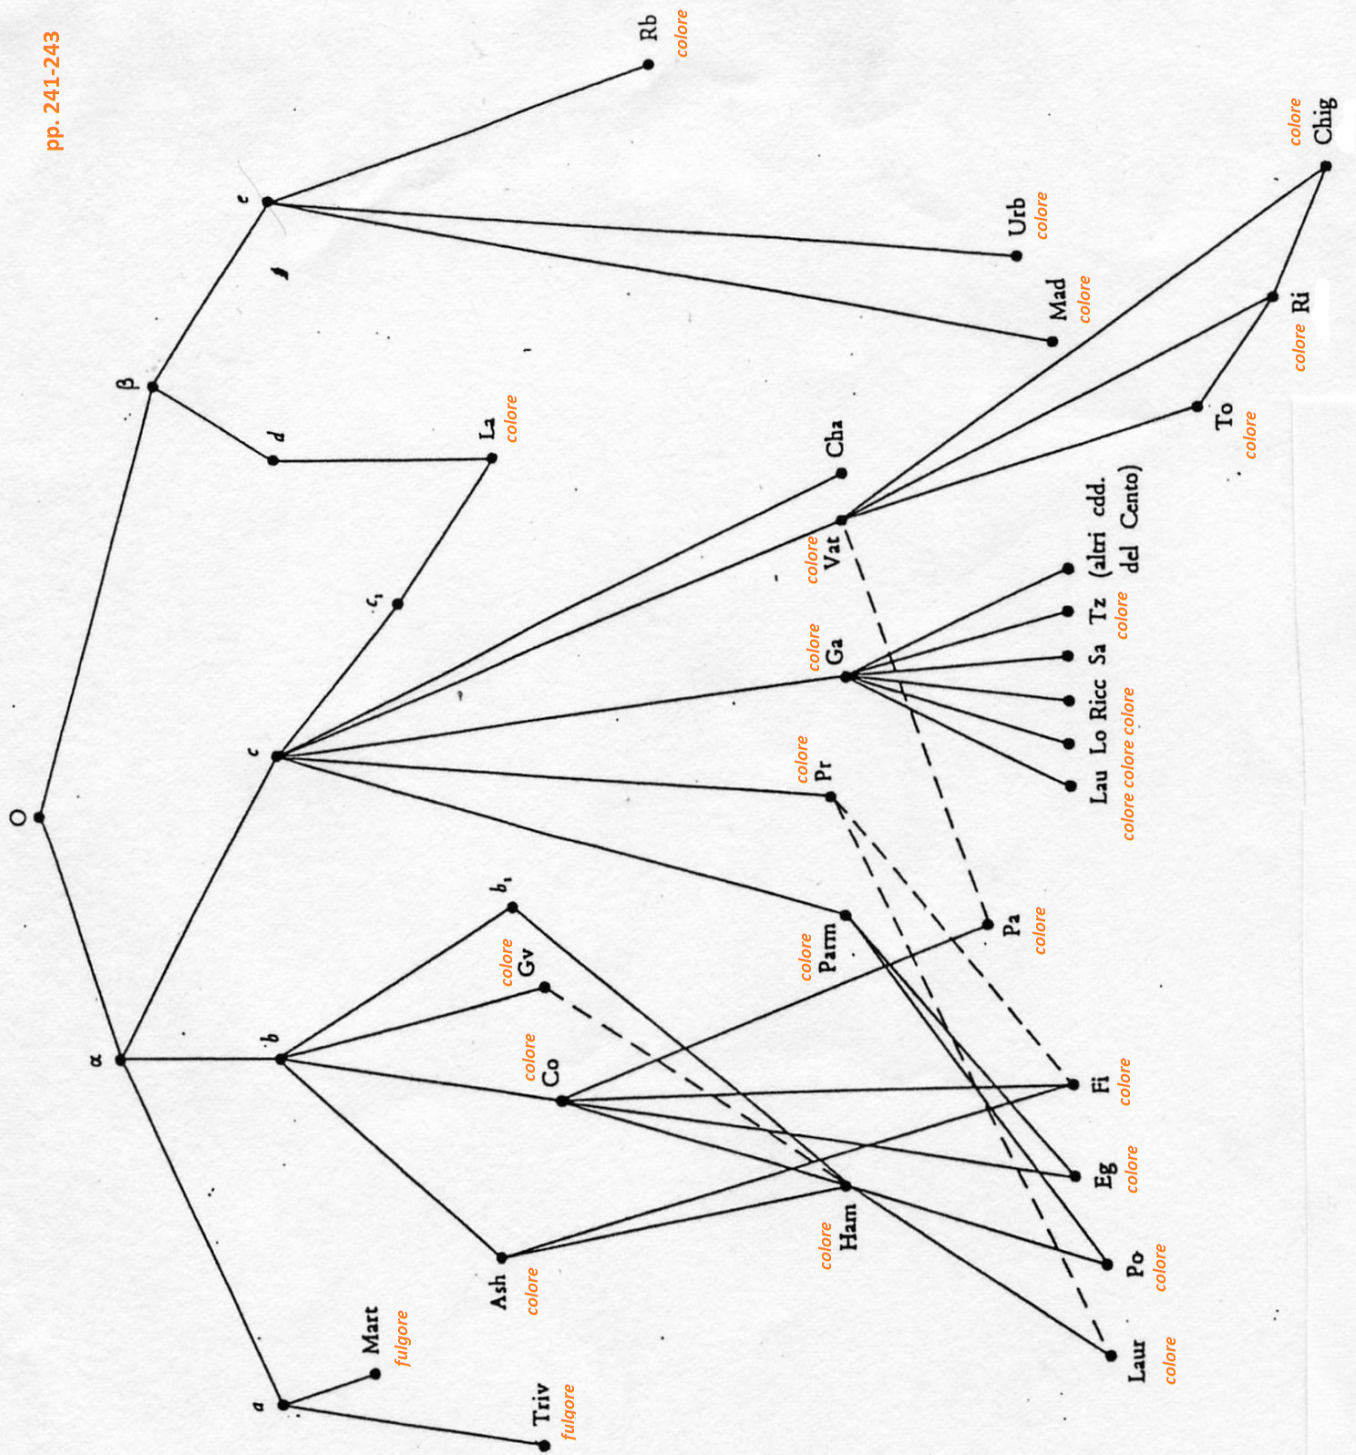 pp. 241-243
O
α
β
a
b
c
d
e
Triv
fulgore
Mart
fulgore
Ash
colore
Co
colore
Gv
colore
b₁
c₁
La
colore
Rb
colore
Ham
colore
Parm
colore
Pr
colore
Ga
colore
Vat
colore
Cha
Mad
colore
Urb
colore
Laur
colore
Po
colore
Eg
colore
Fi
colore
Pa
colore
Lau Lo Ricc Sa Tz (altri cdd.
del Cento)
colore colore colore colore
To
colore
Ri
colore
Chig
colore